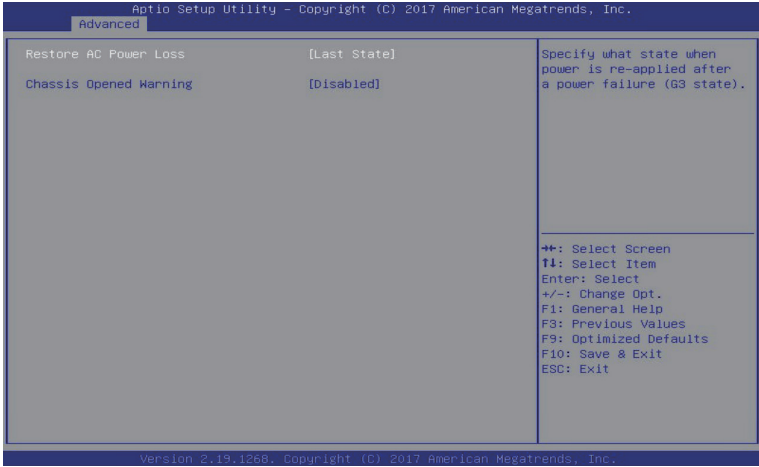 Aptio Setup Utility – Copyright (C) 2017 American Megatrends, Inc.
Advanced
Restore AC Power Loss [Last State]
Chassis Opened Warning [Disabled]
Specify what state when
power is re-applied after
a power failure (G3 state).
→←: Select Screen
↑↓: Select Item
Enter: Select
+/-: Change Opt.
F1: General Help
F3: Previous Values
F9: Optimized Defaults
F10: Save & Exit
ESC: Exit
Version 2.19.1268. Copyright (C) 2017 American Megatrends, Inc.